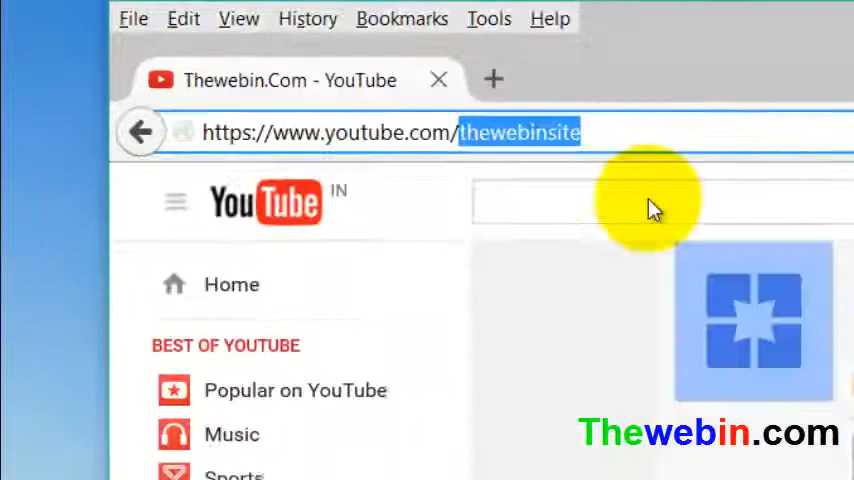 File Edit View History Bookmarks Tools Help
Thewebin.Com - YouTube
https://www.youtube.com/thewebinsite
YouTube IN
Home
BEST OF YOUTUBE
Popular on YouTube
Music
Sports
Thewebin.com